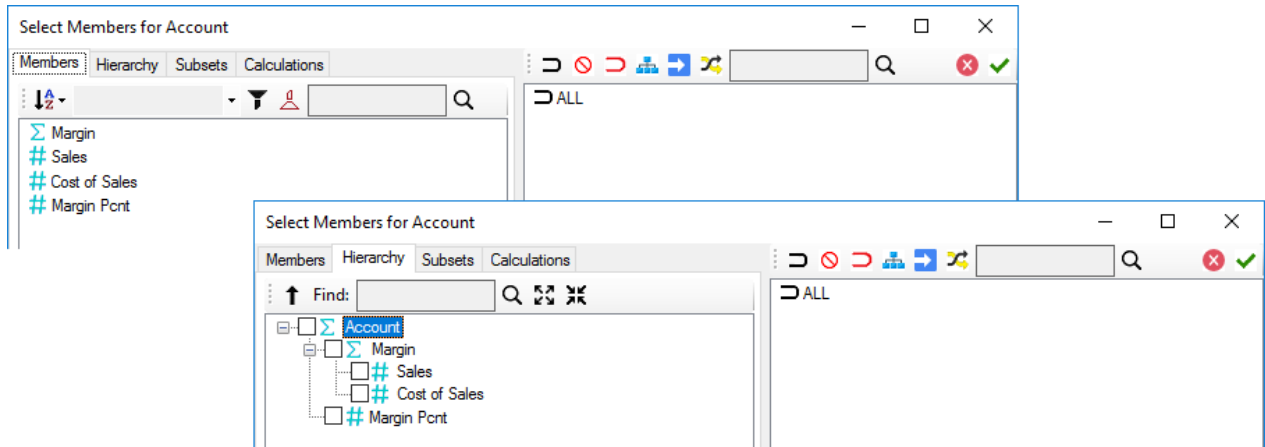 Select Members for Account
Members Hierarchy Subsets Calculations
ALL
Margin
Sales
Cost of Sales
Margin Pcnt
Select Members for Account
Members Hierarchy Subsets Calculations
Find:
ALL
Account
Margin
Sales
Cost of Sales
Margin Pcnt